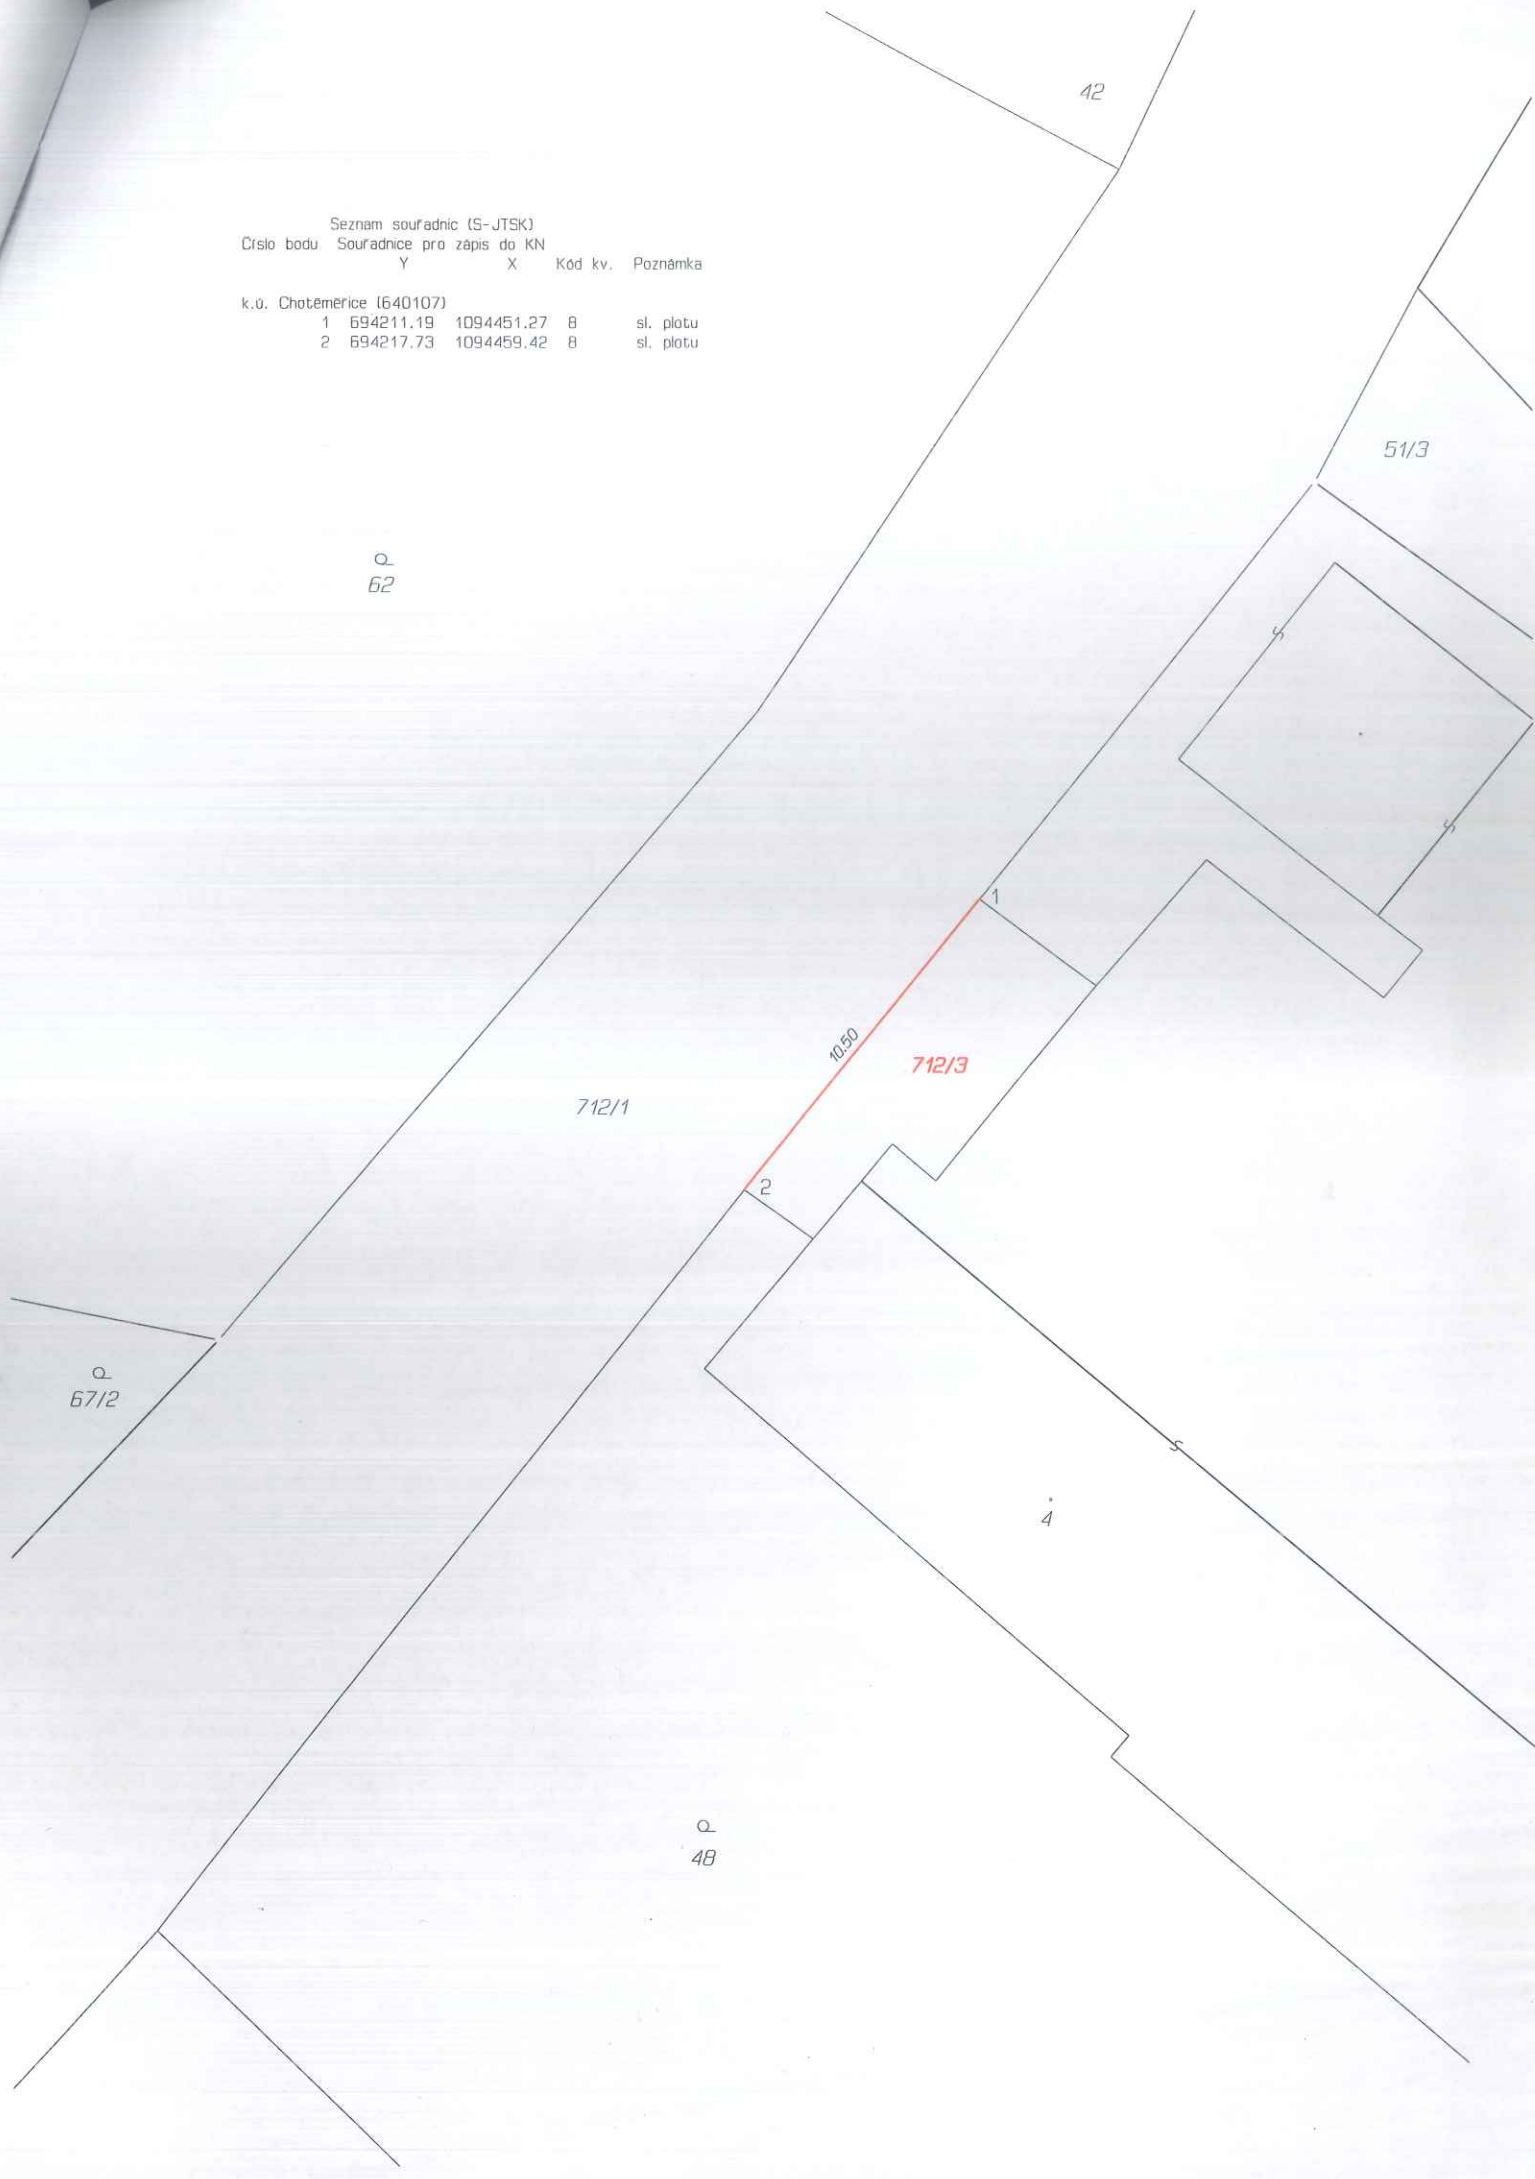 42
Seznam souřadnic (S-JTSK)
Číslo bodu Souřadnice pro zápis do KN
Y X Kód kv. Poznámka
k.ú. Chotěměřice (640107)
1 694211.19 1094451.27 8 sl. plotu
2 694217.73 1094459.42 8 sl. plotu
51/3
62
1
10.50
712/3
712/1
2
67/2
4
48